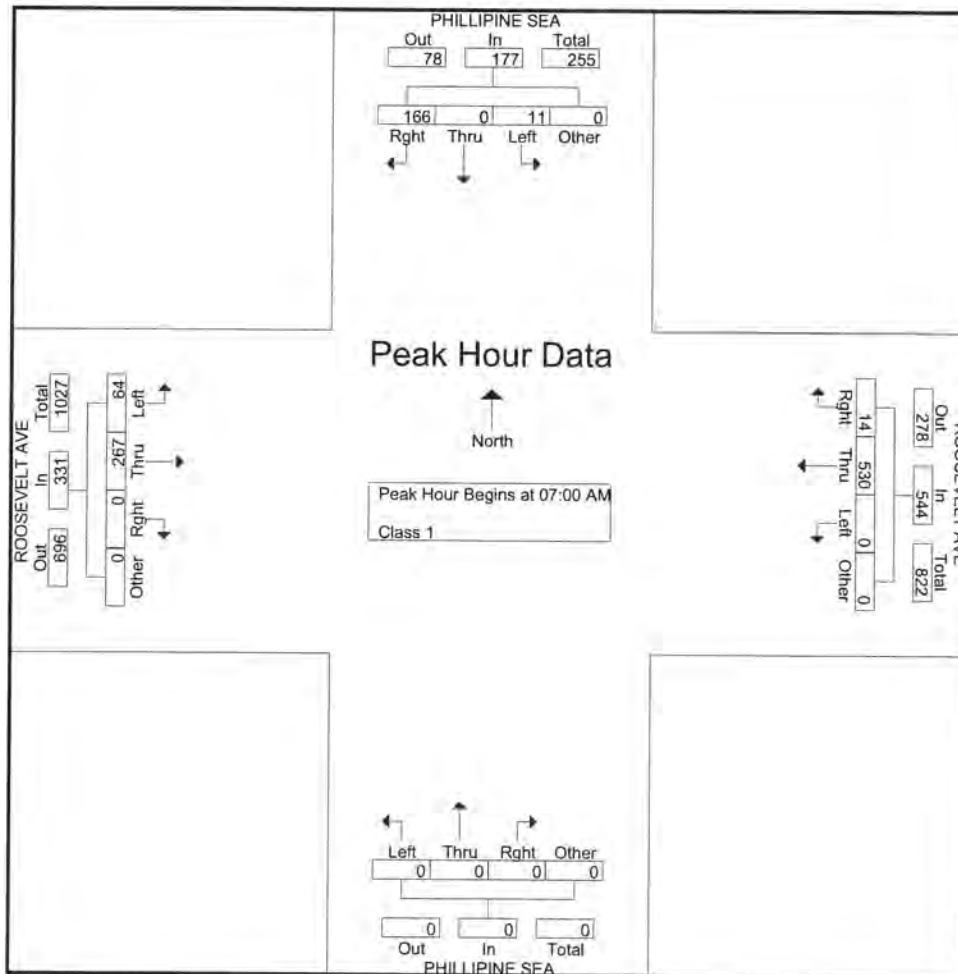 PHILLIPINE SEA
Out In Total
78 177 255
166 0 11 0
Rght Thru Left Other
Peak Hour Data
North
Peak Hour Begins at 07:00 AM
Class 1
ROOSEVELT AVE
Out In Total
696 331 1027
0 0 267 64
Other Rght Thru Left
Rght Thru Left Other
14 530 0 0
Out In Total
278 544 822
ROOSEVELT AVE
Left Thru Rght Other
0 0 0 0
0 0 0
Out In Total
PHILLIPINE SEA